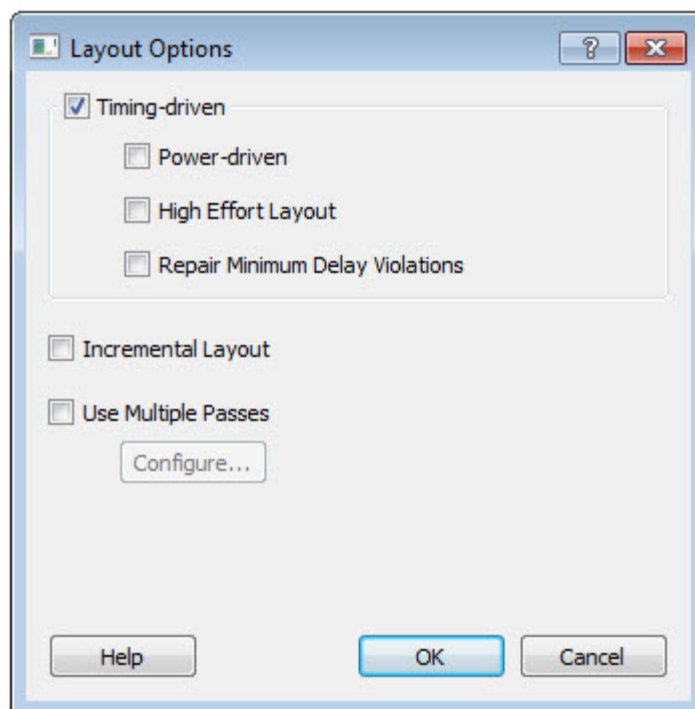 Layout Options
Timing-driven
Power-driven
High Effort Layout
Repair Minimum Delay Violations
Incremental Layout
Use Multiple Passes
Configure...
Help
OK
Cancel